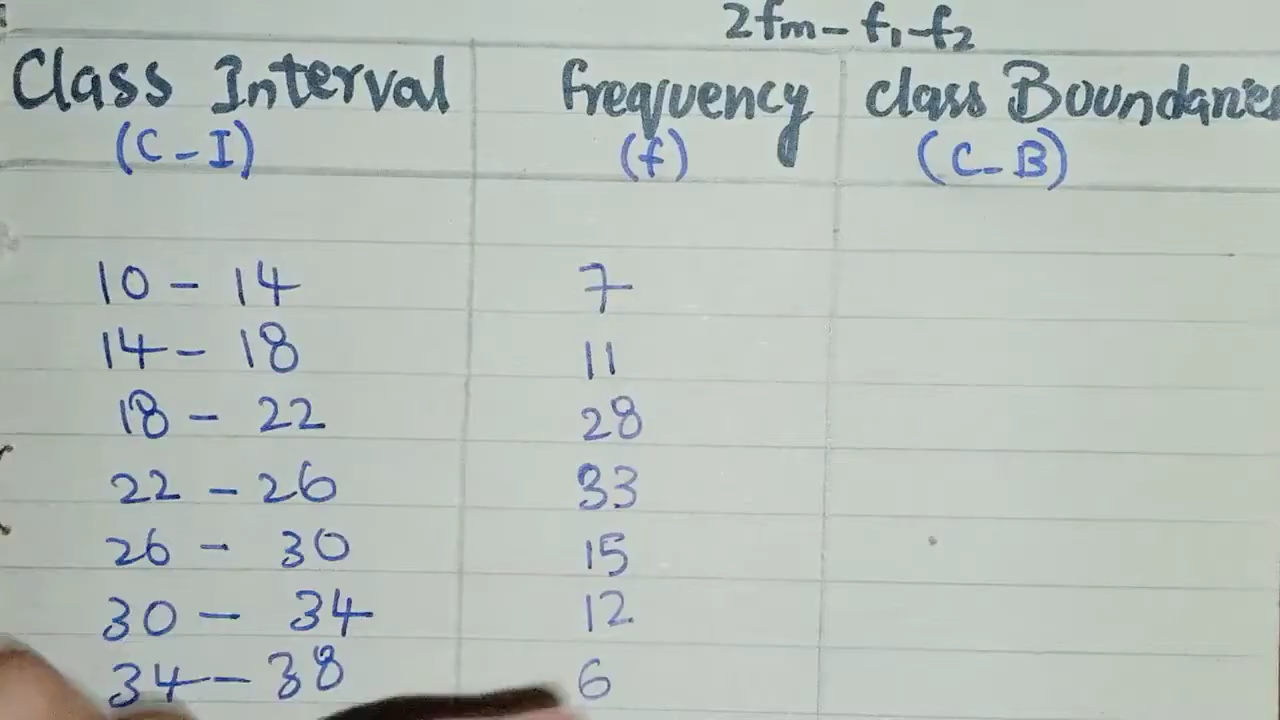 2fm - f1 - f2
Class Interval frequency class Boundaries
(C - I) (f) (C - B)
10 - 14 7
14 - 18 11
18 - 22 28
22 - 26 33
26 - 30 15
30 - 34 12
34 - 38 6